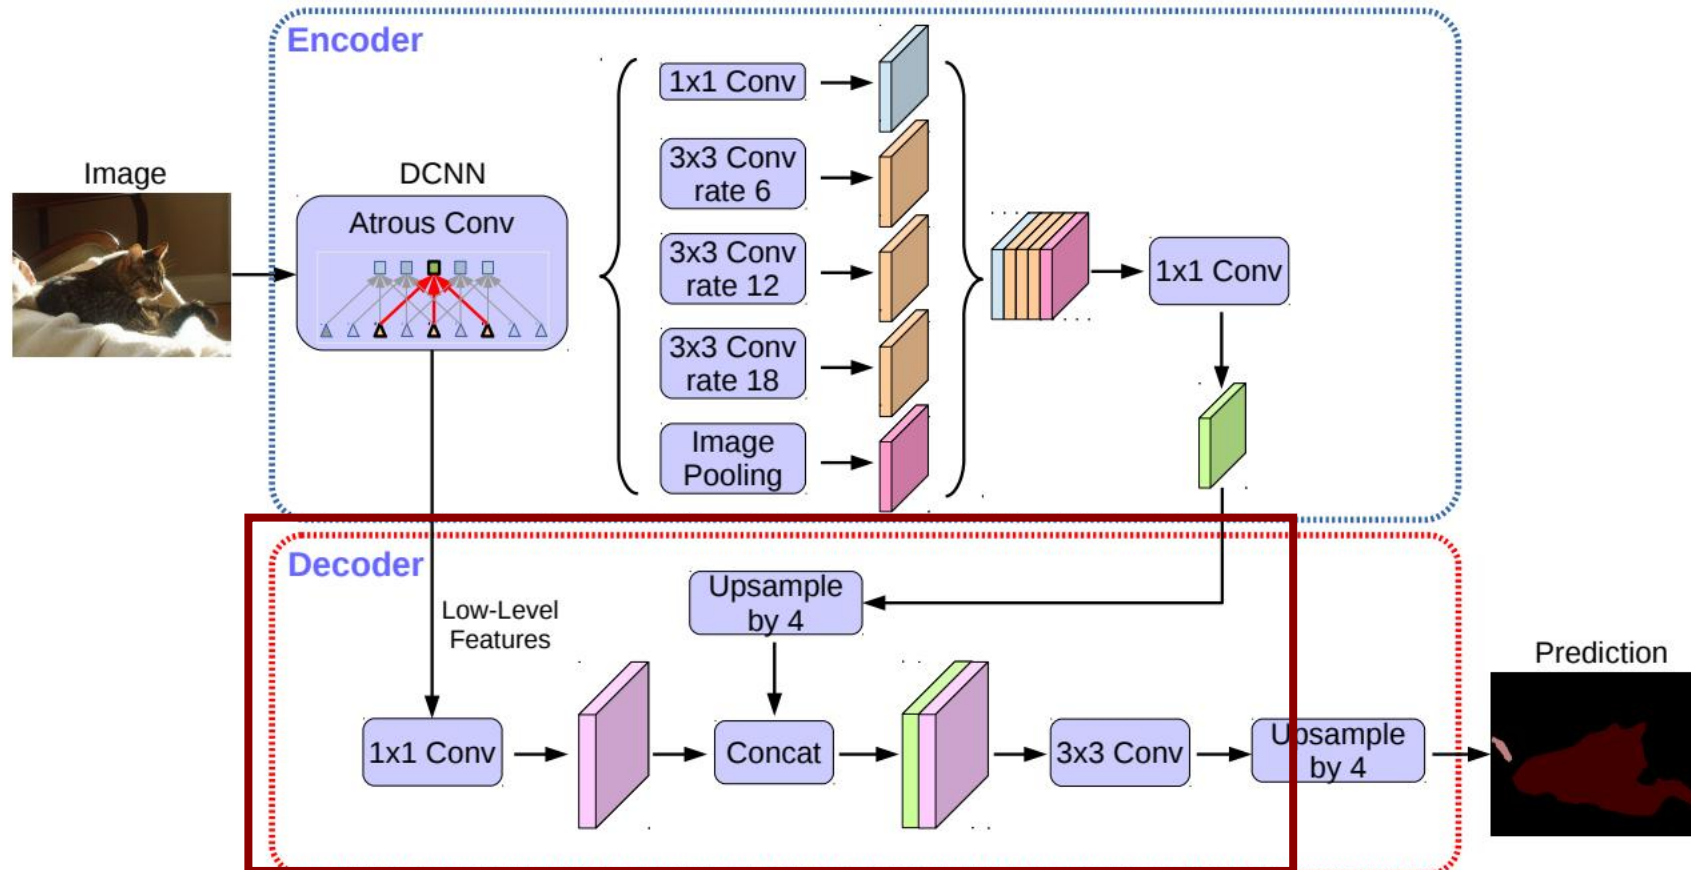 Encoder
Image
DCNN
Atrous Conv
1x1 Conv
3x3 Conv
rate 6
3x3 Conv
rate 12
3x3 Conv
rate 18
Image
Pooling
1x1 Conv
Decoder
Low-Level
Features
Upsample
by 4
1x1 Conv
Concat
3x3 Conv
Upsample
by 4
Prediction